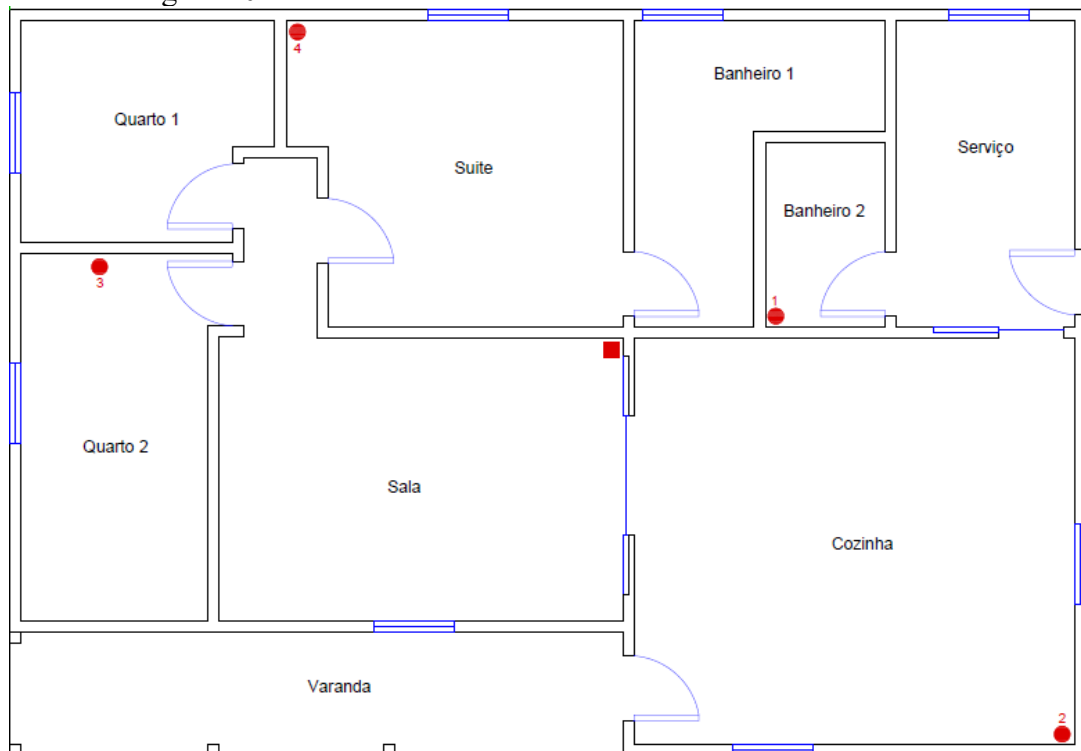 4
Banheiro 1
Quarto 1
Serviço
Suite
Banheiro 2
3
1
Quarto 2
Sala
Cozinha
Varanda
2